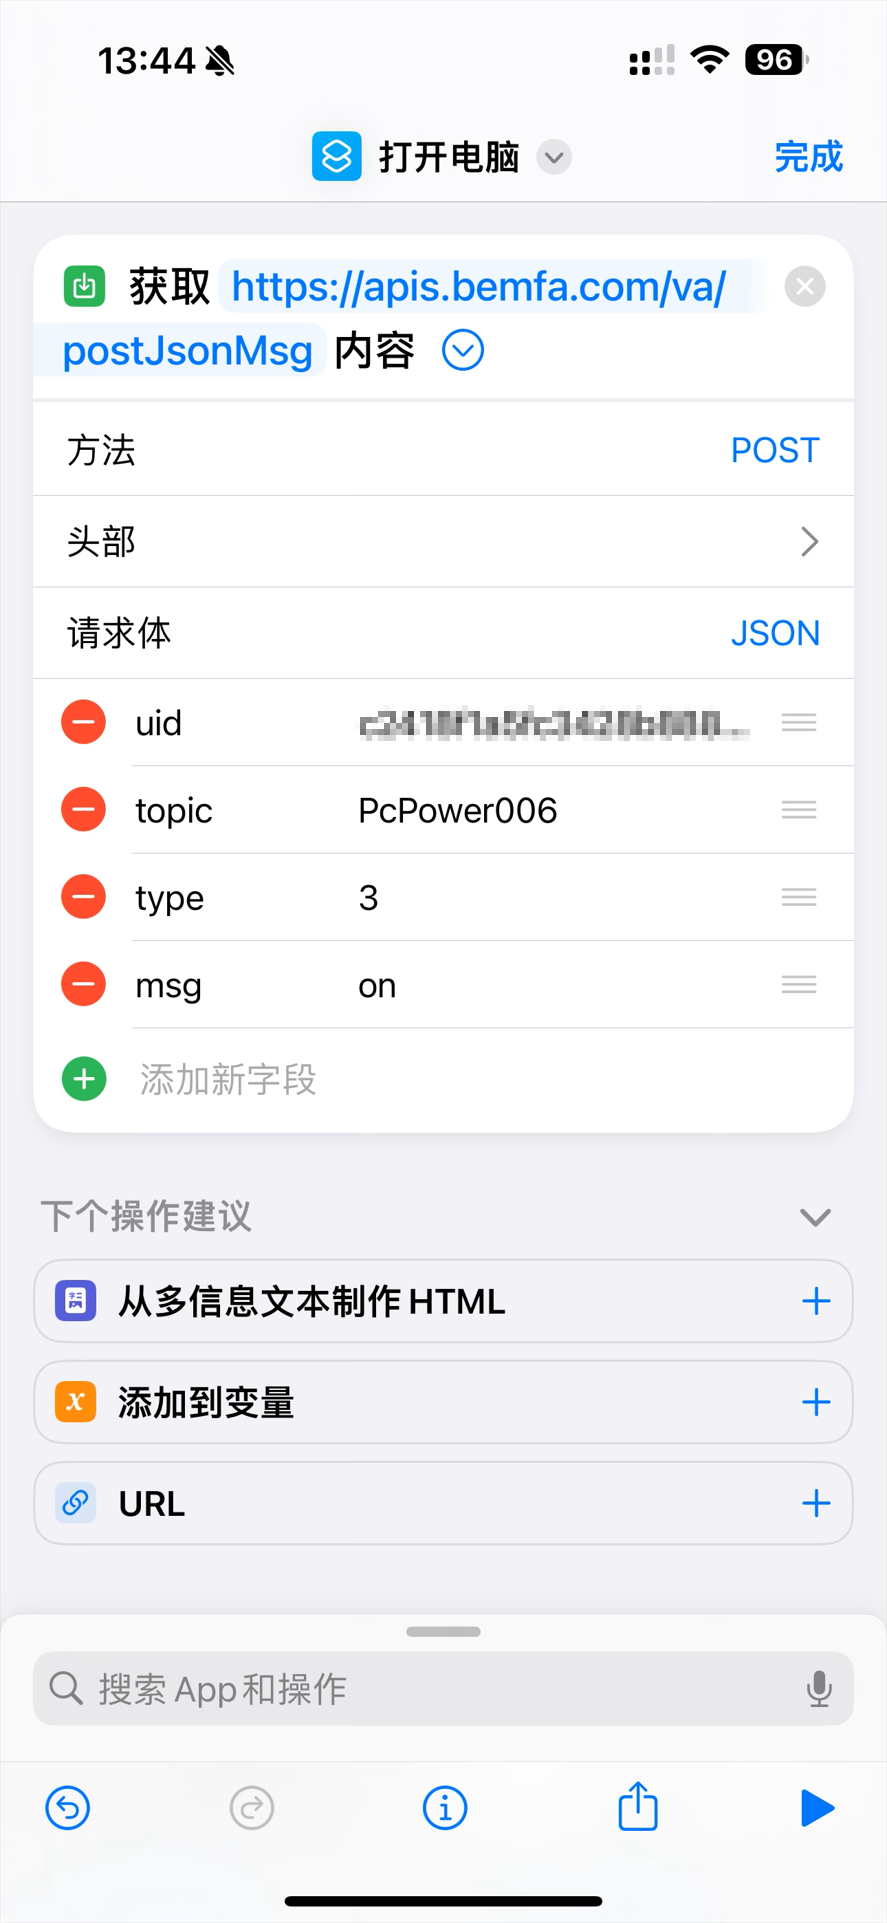 13:44
96
打开电脑
完成
获取 https://apis.bemfa.com/va/
postJsonMsg 内容
方法 POST
头部
请求体 JSON
uid
topic PcPower006
type 3
msg on
添加新字段
下个操作建议
从多信息文本制作 HTML
x 添加到变量
URL
搜索 App 和操作